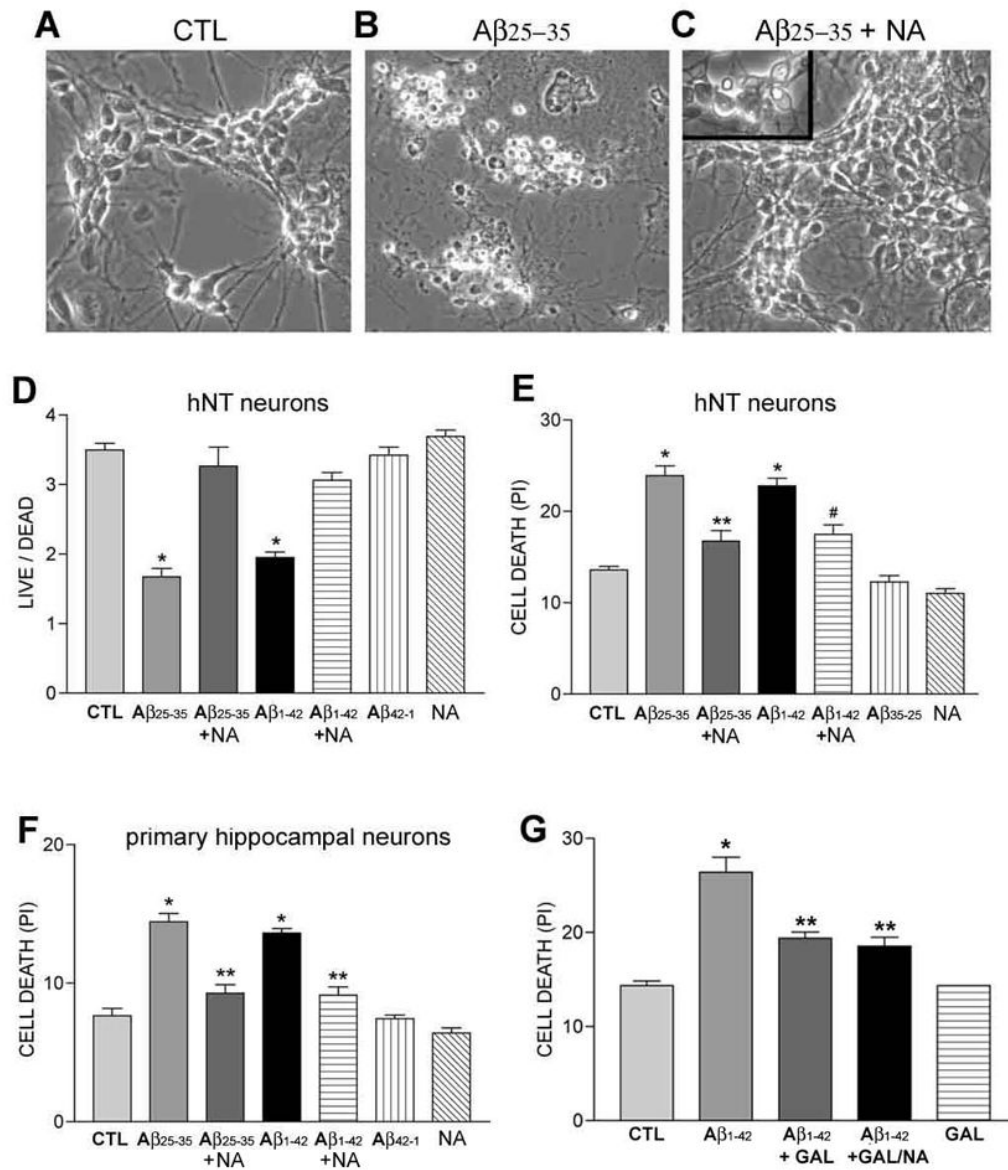 A CTL
B Aβ25–35
C Aβ25–35 + NA
D
hNT neurons
LIVE / DEAD
4
3
2
1
0
*
*
CTL Aβ25-35 Aβ25-35 Aβ1-42 Aβ1-42 Aβ42-1 NA
+NA +NA
E
hNT neurons
CELL DEATH (PI)
30
20
10
0
*
**
*
#
CTL Aβ25-35 Aβ25-35 Aβ1-42 Aβ1-42 Aβ35-25 NA
+NA +NA
F
primary hippocampal neurons
CELL DEATH (PI)
20
10
0
*
**
*
**
CTL Aβ25-35 Aβ25-35 Aβ1-42 Aβ1-42 Aβ42-1 NA
+NA +NA
G
CELL DEATH (PI)
30
20
10
0
*
**
**
CTL Aβ1-42 Aβ1-42 Aβ1-42 GAL
+ GAL +GAL/NA